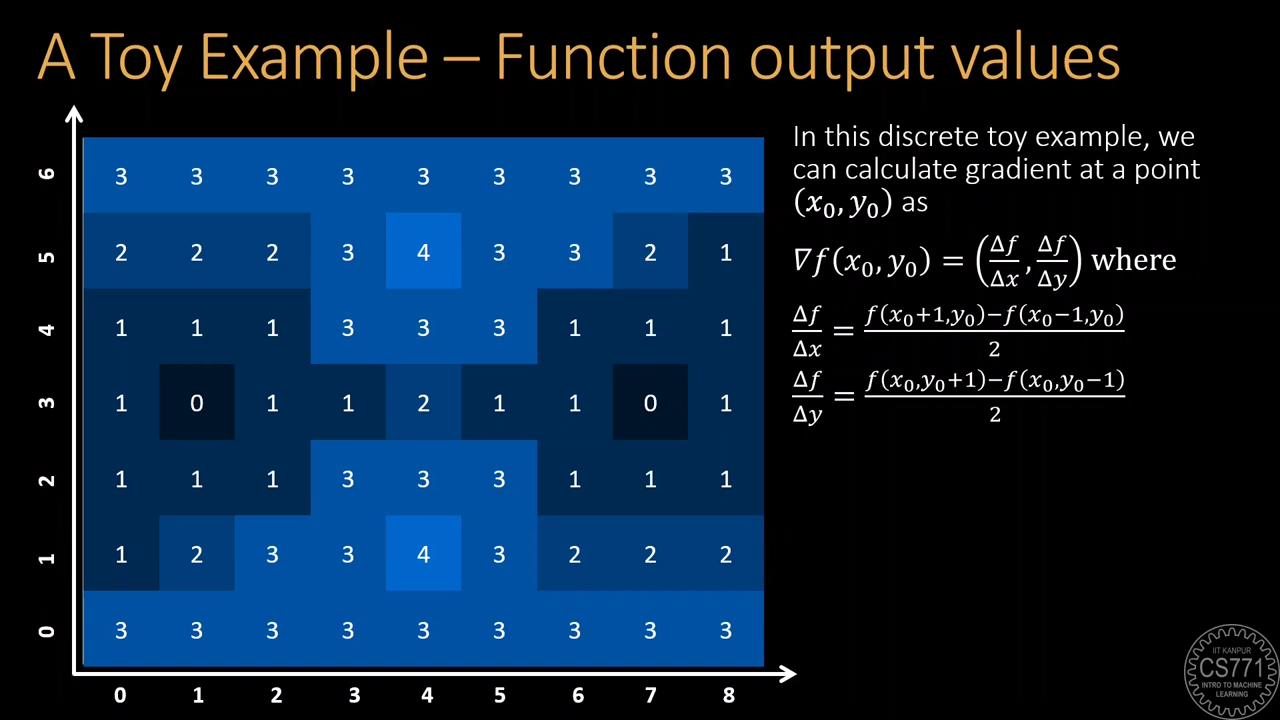 A Toy Example – Function output values
In this discrete toy example, we
can calculate gradient at a point
(x₀, y₀) as
∇f(x₀, y₀) = (Δf/Δx, Δf/Δy) where
Δf/Δx = f(x₀+1,y₀)−f(x₀−1,y₀)/2
Δf/Δy = f(x₀,y₀+1)−f(x₀,y₀−1)/2
6 3 3 3 3 3 3 3 3 3
5 2 2 2 3 4 3 3 2 1
4 1 1 1 3 3 3 1 1 1
3 1 0 1 1 2 1 1 0 1
2 1 1 1 3 3 3 1 1 1
1 1 2 3 3 4 3 2 2 2
0 3 3 3 3 3 3 3 3 3
0 1 2 3 4 5 6 7 8
IIT KANPUR
CS771
INTRO TO MACHINE
LEARNING